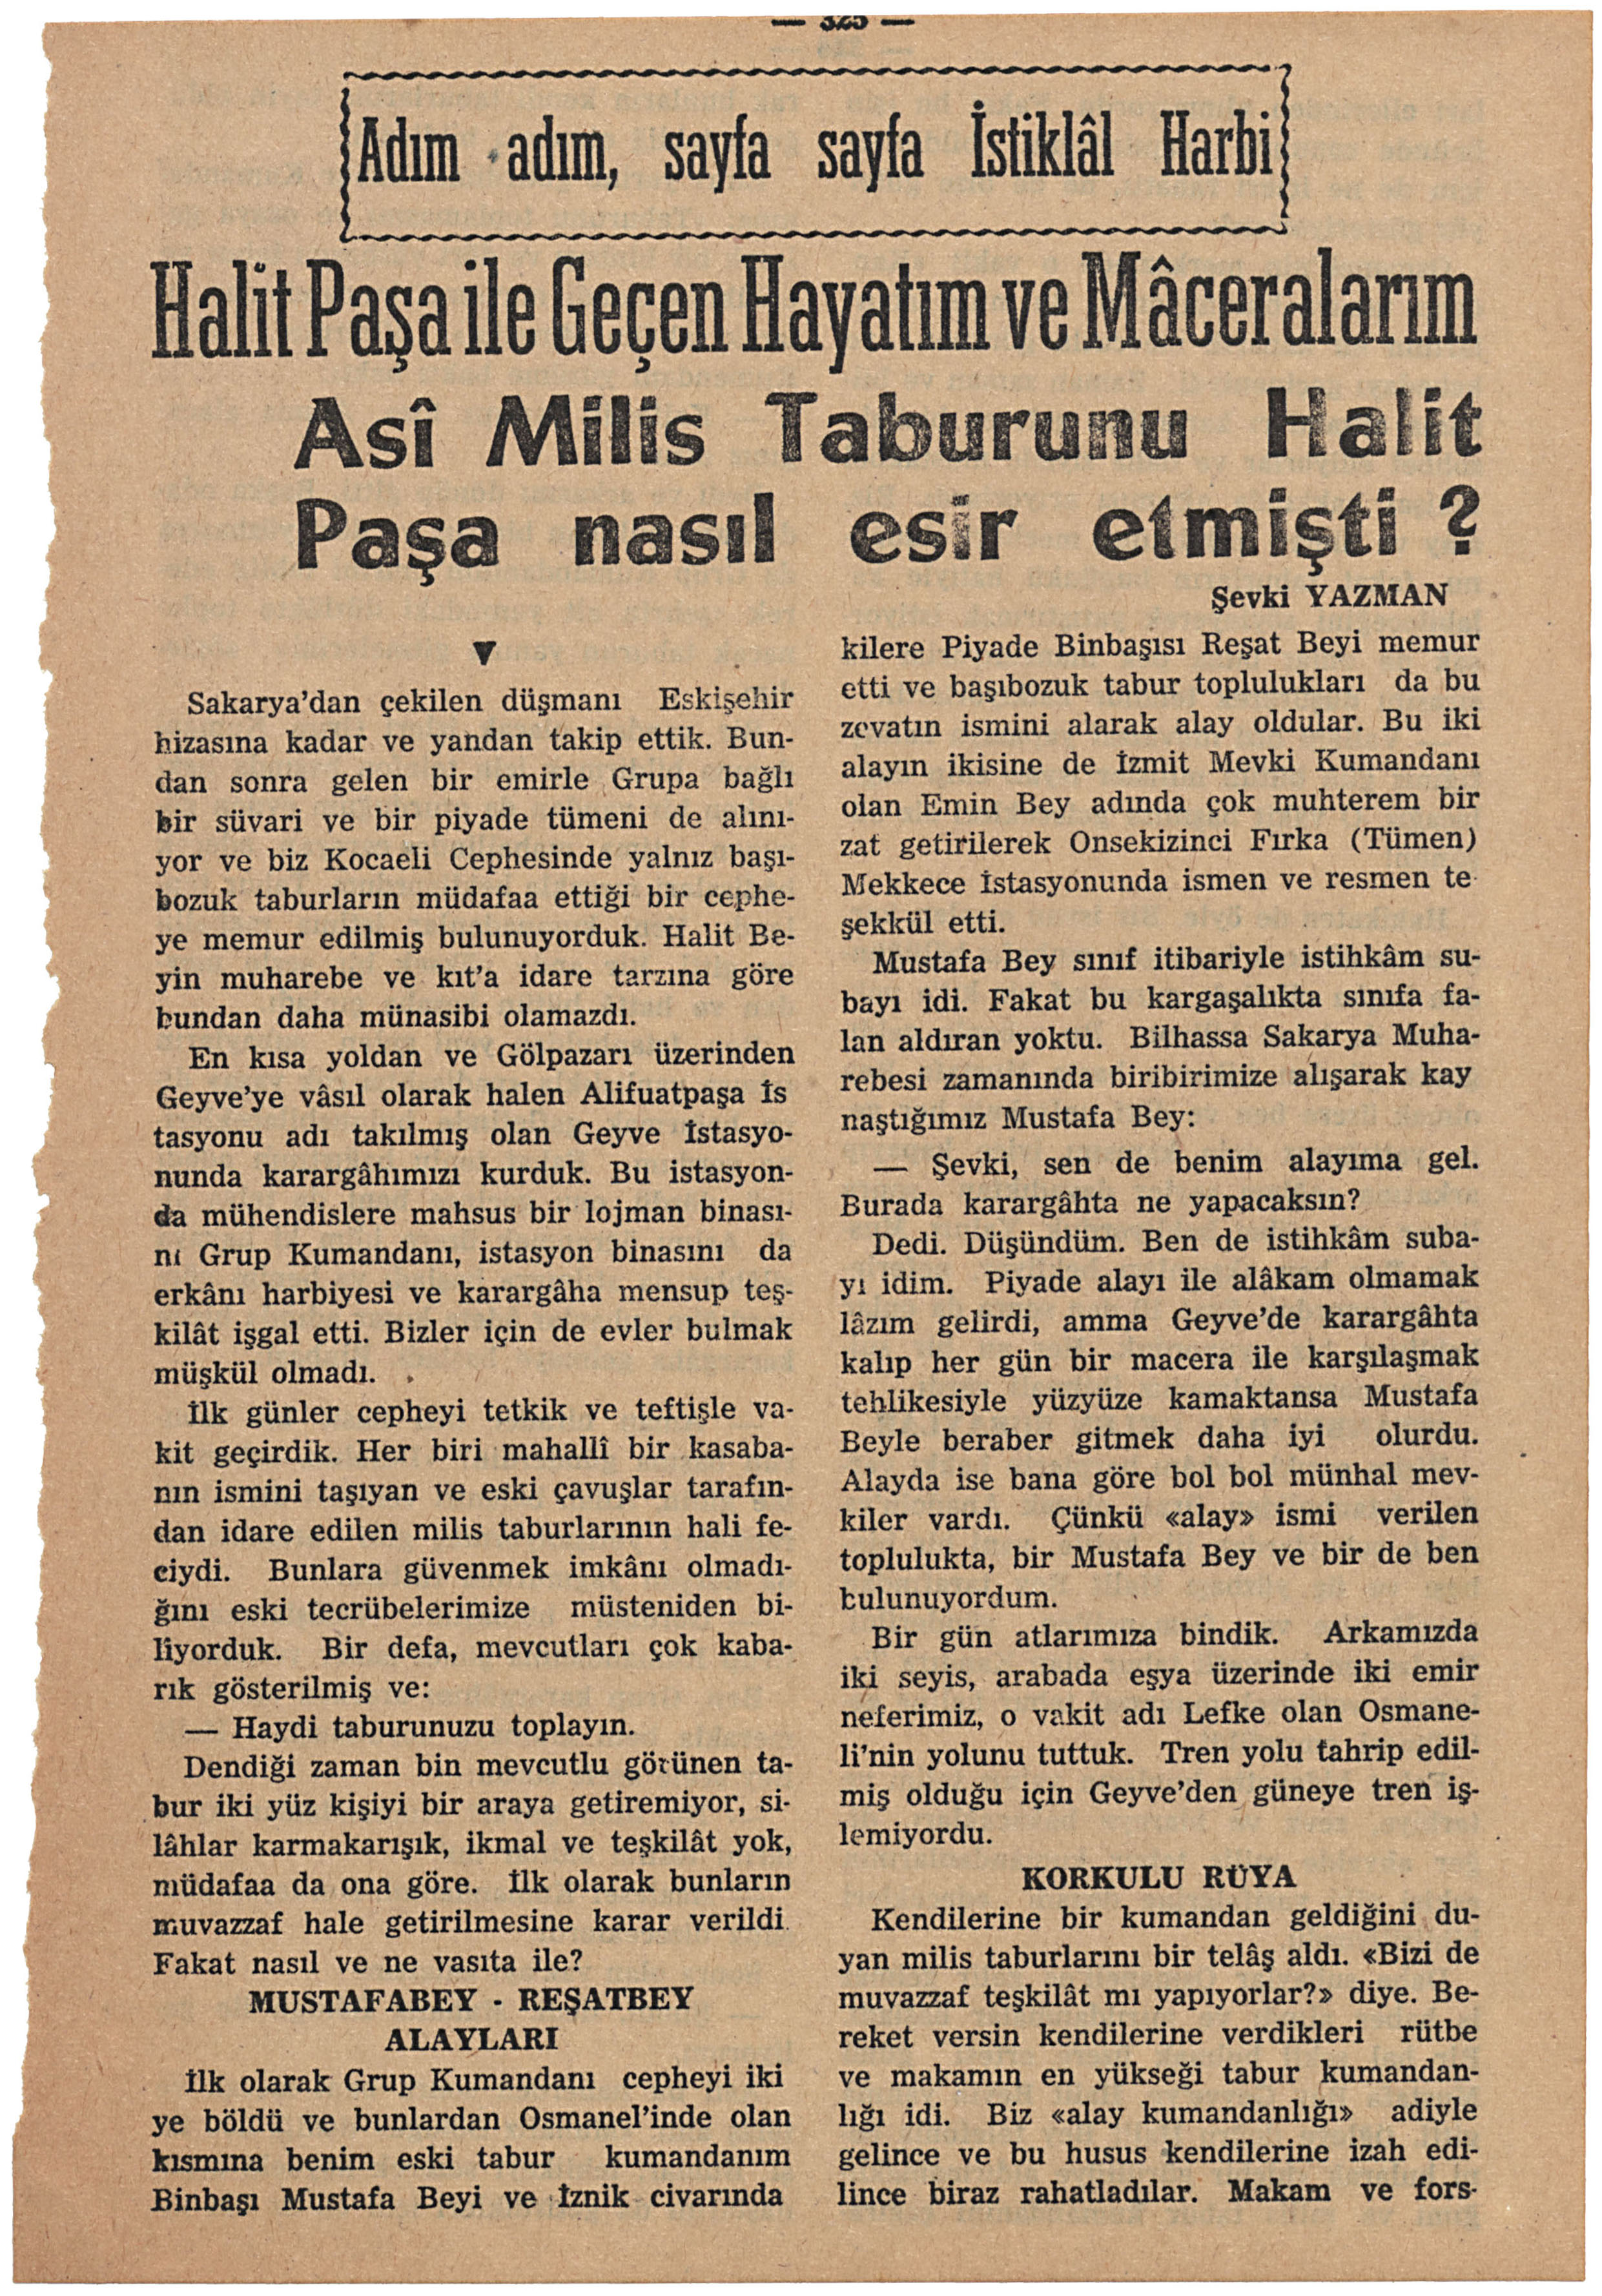 — 325 —
Adım adım, sayfa sayfa İstiklâl Harbi
Halit Paşa ile Geçen Hayatım ve Mâceralarım
Asî Milis Taburunu Halit
Paşa nasıl esir etmişti ?
Şevki YAZMAN
Sakarya'dan çekilen düşmanı Eskişehir
hizasına kadar ve yandan takip ettik. Bun-
dan sonra gelen bir emirle Grupa bağlı
bir süvari ve bir piyade tümeni de alını-
yor ve biz Kocaeli Cephesinde yalnız başı-
bozuk taburların müdafaa ettiği bir cephe-
ye memur edilmiş bulunuyorduk. Halit Be-
yin muharebe ve kıt'a idare tarzına göre
bundan daha münasibi olamazdı.
En kısa yoldan ve Gölpazarı üzerinden
Geyve'ye vâsıl olarak halen Alifuatpaşa İs
tasyonu adı takılmış olan Geyve İstasyo-
nunda karargâhımızı kurduk. Bu istasyon-
da mühendislere mahsus bir lojman binası-
nı Grup Kumandanı, istasyon binasını da
erkânı harbiyesi ve karargâha mensup teş-
kilât işgal etti. Bizler için de evler bulmak
müşkül olmadı.
İlk günler cepheyi tetkik ve teftişle va-
kit geçirdik. Her biri mahallî bir kasaba-
nın ismini taşıyan ve eski çavuşlar tarafın-
dan idare edilen milis taburlarının hali fe-
ciydi. Bunlara güvenmek imkânı olmadı-
ğını eski tecrübelerimize müsteniden bi-
liyorduk. Bir defa, mevcutları çok kaba-
rık gösterilmiş ve:
— Haydi taburunuzu toplayın.
Dendiği zaman bin mevcutlu görünen ta-
bur iki yüz kişiyi bir araya getiremiyor, si-
lâhlar karmakarışık, ikmal ve teşkilât yok,
müdafaa da ona göre. İlk olarak bunların
muvazzaf hale getirilmesine karar verildi.
Fakat nasıl ve ne vasıta ile?
MUSTAFABEY - REŞATBEY
ALAYLARI
İlk olarak Grup Kumandanı cepheyi iki
ye böldü ve bunlardan Osmanel'inde olan
kısmına benim eski tabur kumandanım
Binbaşı Mustafa Beyi ve İznik civarında
kilere Piyade Binbaşısı Reşat Beyi memur
etti ve başıbozuk tabur toplulukları da bu
zevatın ismini alarak alay oldular. Bu iki
alayın ikisine de İzmit Mevki Kumandanı
olan Emin Bey adında çok muhterem bir
zat getirilerek Onsekizinci Fırka (Tümen)
Mekkece İstasyonunda ismen ve resmen te-
şekkül etti.
Mustafa Bey sınıf itibariyle istihkâm su-
bayı idi. Fakat bu kargaşalıkta sınıfa fa-
lan aldıran yoktu. Bilhassa Sakarya Muha-
rebesi zamanında biribirimize alışarak kay
naştığımız Mustafa Bey:
— Şevki, sen de benim alayıma gel.
Burada karargâhta ne yapacaksın?
Dedi. Düşündüm. Ben de istihkâm suba-
yı idim. Piyade alayı ile alâkam olmamak
lâzım gelirdi, amma Geyve'de karargâhta
kalıp her gün bir macera ile karşılaşmak
tehlikesiyle yüzyüze kamaktansa Mustafa
Beyle beraber gitmek daha iyi olurdu.
Alayda ise bana göre bol bol münhal mev-
kiler vardı. Çünkü «alay» ismi verilen
toplulukta, bir Mustafa Bey ve bir de ben
bulunuyordum.
Bir gün atlarımıza bindik. Arkamızda
iki seyis, arabada eşya üzerinde iki emir
neferimiz, o vakit adı Lefke olan Osmane-
li'nin yolunu tuttuk. Tren yolu tahrip edil-
miş olduğu için Geyve'den güneye tren iş-
lemiyordu.
KORKULU RÜYA
Kendilerine bir kumandan geldiğini du-
yan milis taburlarını bir telâş aldı. «Bizi de
muvazzaf teşkilât mı yapıyorlar?» diye. Be-
reket versin kendilerine verdikleri rütbe
ve makamın en yükseği tabur kumandan-
lığı idi. Biz «alay kumandanlığı» adiyle
gelince ve bu husus kendilerine izah edi-
lince biraz rahatladılar. Makam ve fors-